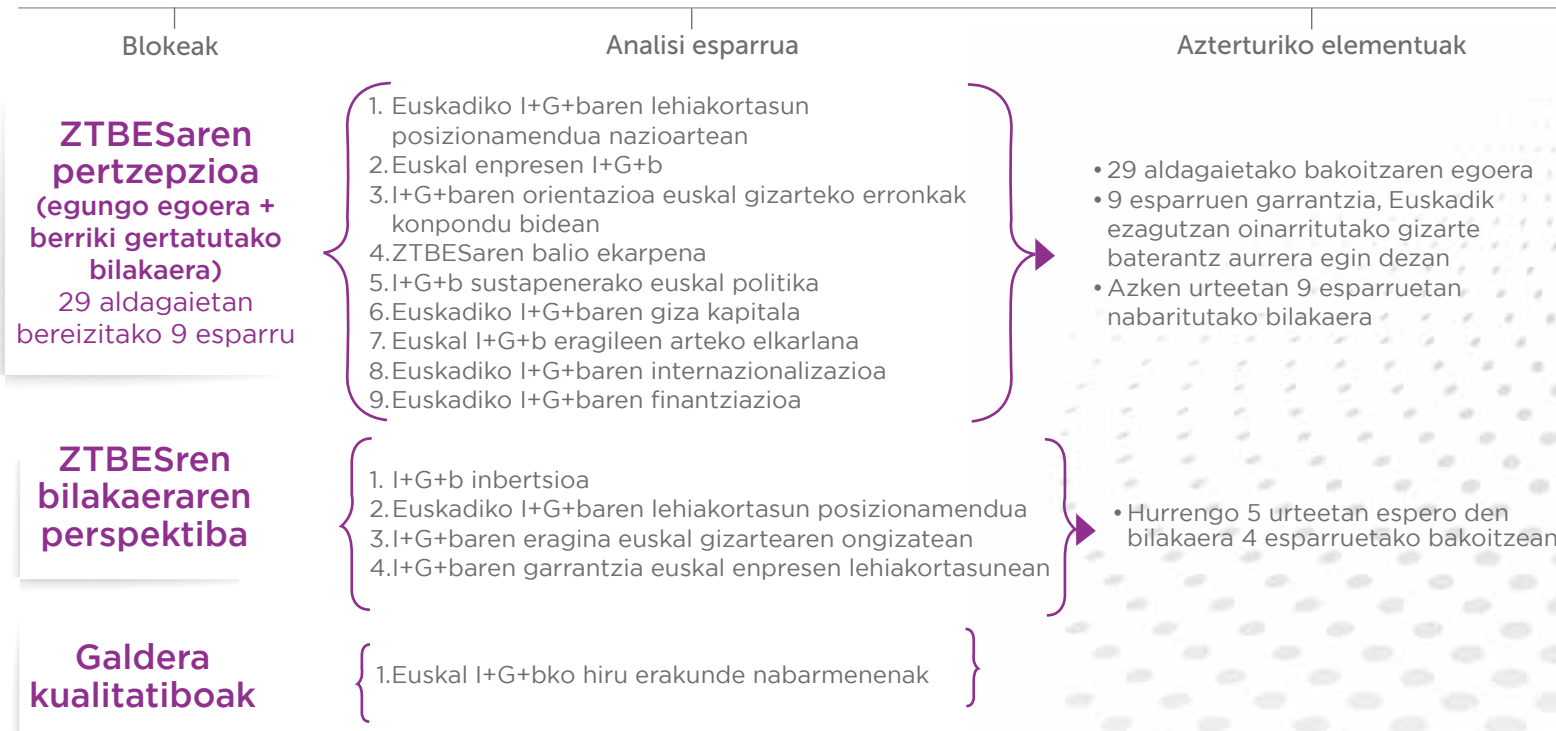 Blokeak
Analisi esparrua
Azterturiko elementuak
ZTBESaren
pertzepzioa
(egungo egoera +
berriki gertatutako
bilakaera)
29 aldagaietan
bereizitako 9 esparru
1. Euskadiko I+G+baren lehiakortasun
posizionamendua nazioartean
2.Euskal enpresen I+G+b
3.I+G+baren orientazioa euskal gizarteko erronkak
konpondu bidean
4.ZTBESaren balio ekarpena
5.I+G+b sustapenerako euskal politika
6.Euskadiko I+G+baren giza kapitala
7. Euskal I+G+b eragileen arteko elkarlana
8.Euskadiko I+G+baren internazionalizazioa
9.Euskadiko I+G+baren finantziazioa
• 29 aldagaietako bakoitzaren egoera
• 9 esparruen garrantzia, Euskadik
ezagutzan oinarritutako gizarte
baterantz aurrera egin dezan
• Azken urteetan 9 esparruetan
nabaritutako bilakaera
ZTBESren
bilakaeraren
perspektiba
1. I+G+b inbertsioa
2.Euskadiko I+G+baren lehiakortasun posizionamendua
3.I+G+baren eragina euskal gizartearen ongizatean
4.I+G+baren garrantzia euskal enpresen lehiakortasunean
• Hurrengo 5 urteetan espero den
bilakaera 4 esparruetako bakoitzean
Galdera
kualitatiboak
1.Euskal I+G+bko hiru erakunde nabarmenenak